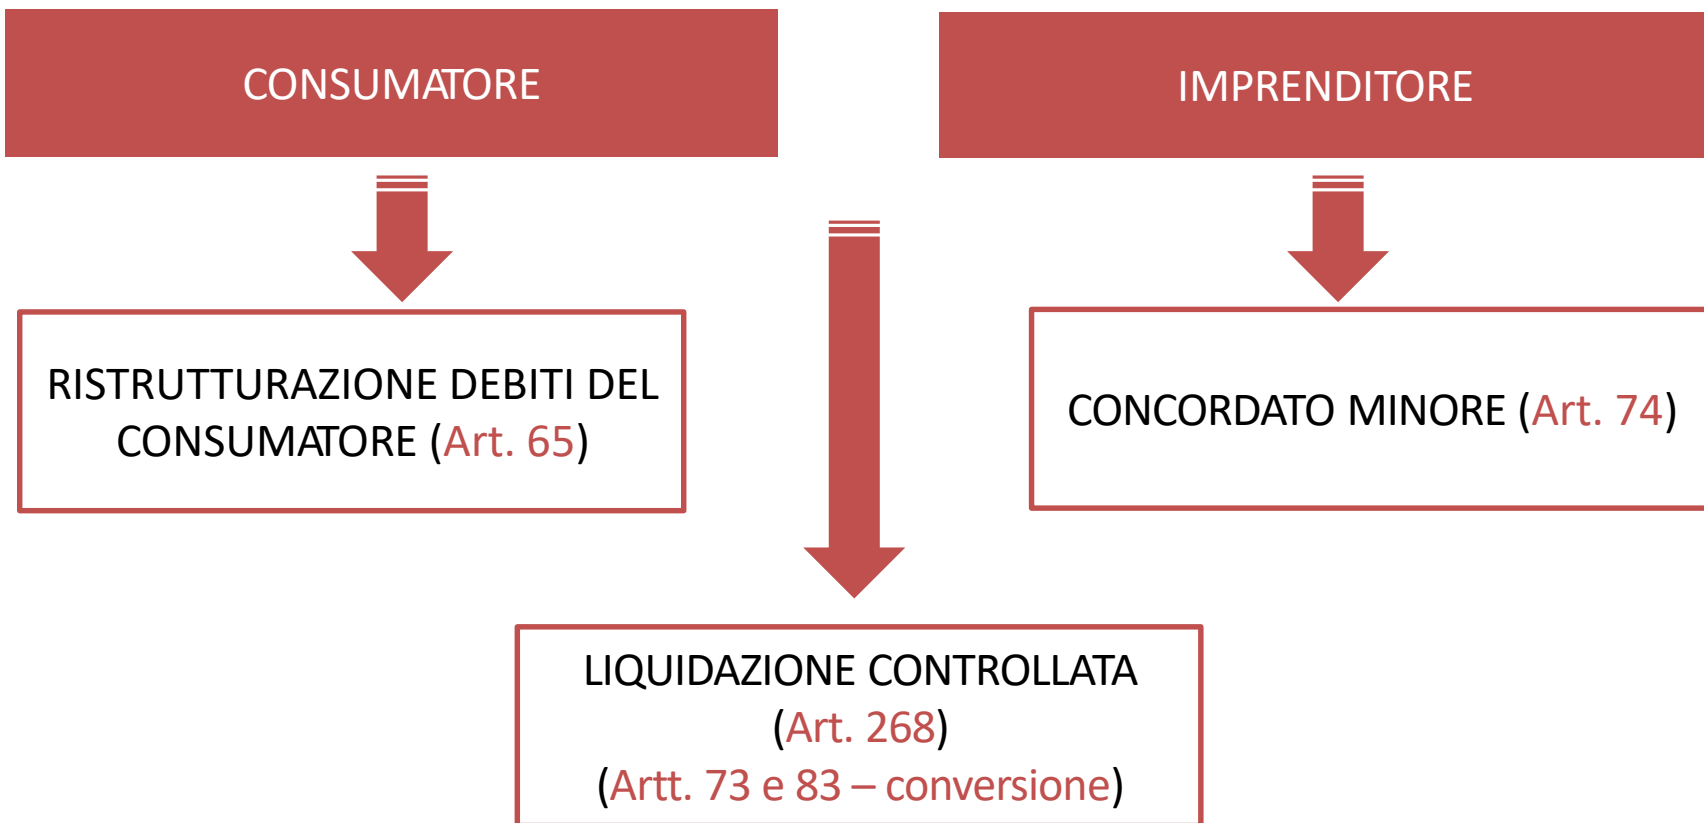 CONSUMATORE
IMPRENDITORE
RISTRUTTURAZIONE DEBITI DEL
CONSUMATORE (Art. 65)
CONCORDATO MINORE (Art. 74)
LIQUIDAZIONE CONTROLLATA
(Art. 268)
(Artt. 73 e 83 – conversione)